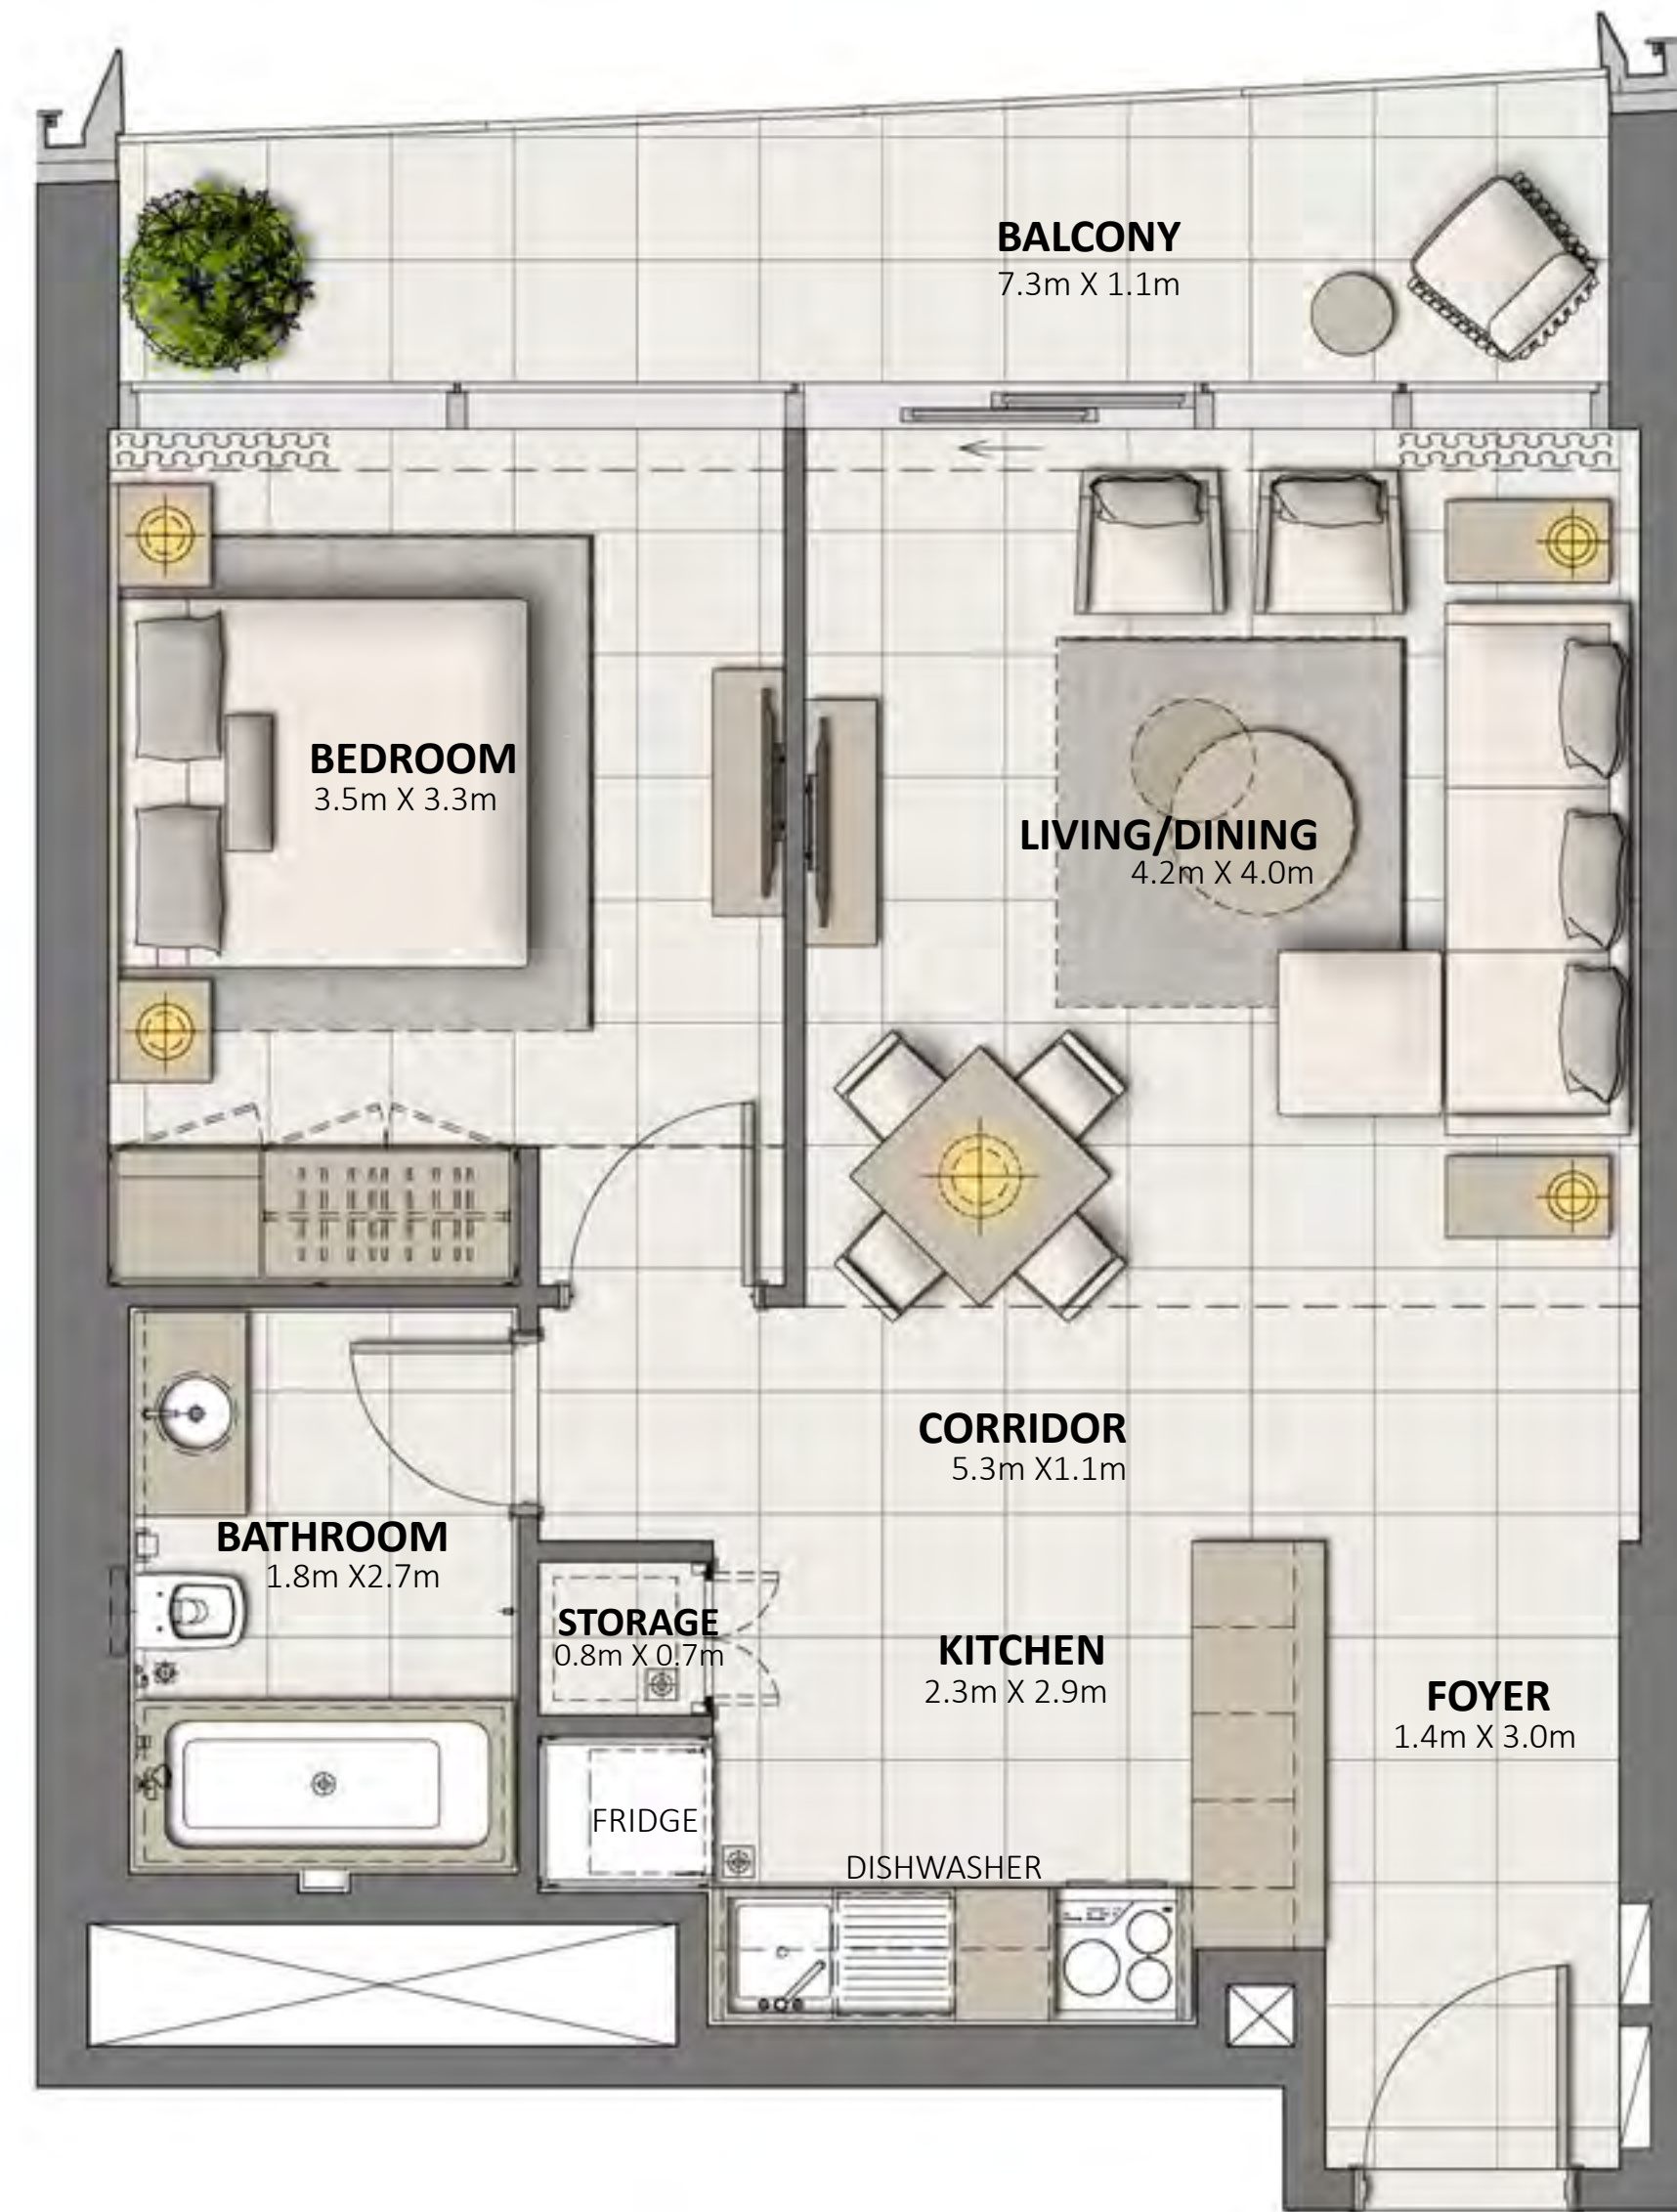 BALCONY
7.3m X 1.1m
BEDROOM
3.5m X 3.3m
LIVING/DINING
4.2m X 4.0m
CORRIDOR
5.3m X1.1m
BATHROOM
1.8m X2.7m
STORAGE
0.8m X 0.7m
KITCHEN
2.3m X 2.9m
FOYER
1.4m X 3.0m
FRIDGE
DISHWASHER